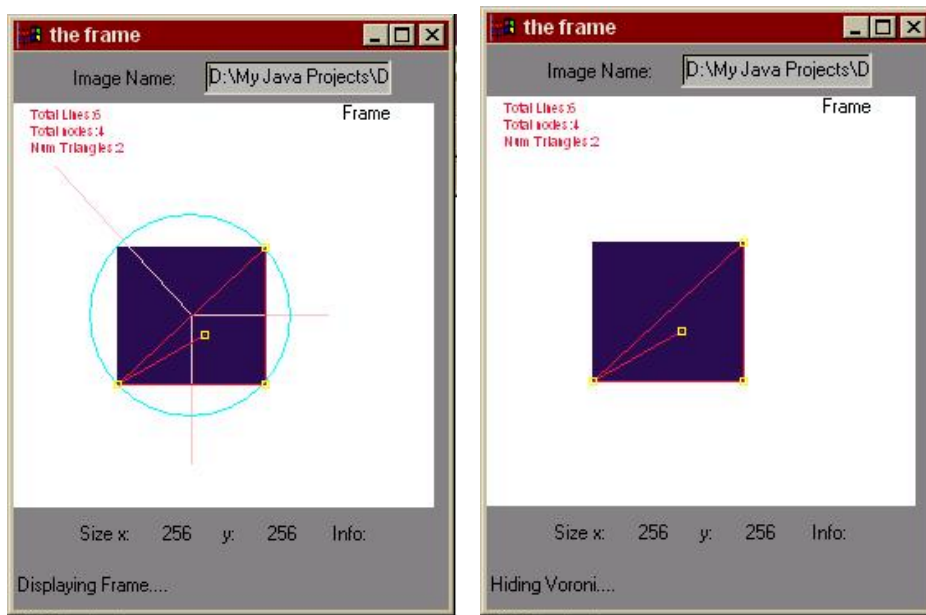 the frame
Image Name: D:\My Java Projects\D
Total Lines:6
Total nodes:4
Num Triangles:2
Frame
Size x: 256 y: 256 Info:
Displaying Frame....
the frame
Image Name: D:\My Java Projects\D
Total Lines:6
Total nodes:4
Num Triangles:2
Frame
Size x: 256 y: 256 Info:
Hiding Voroni....